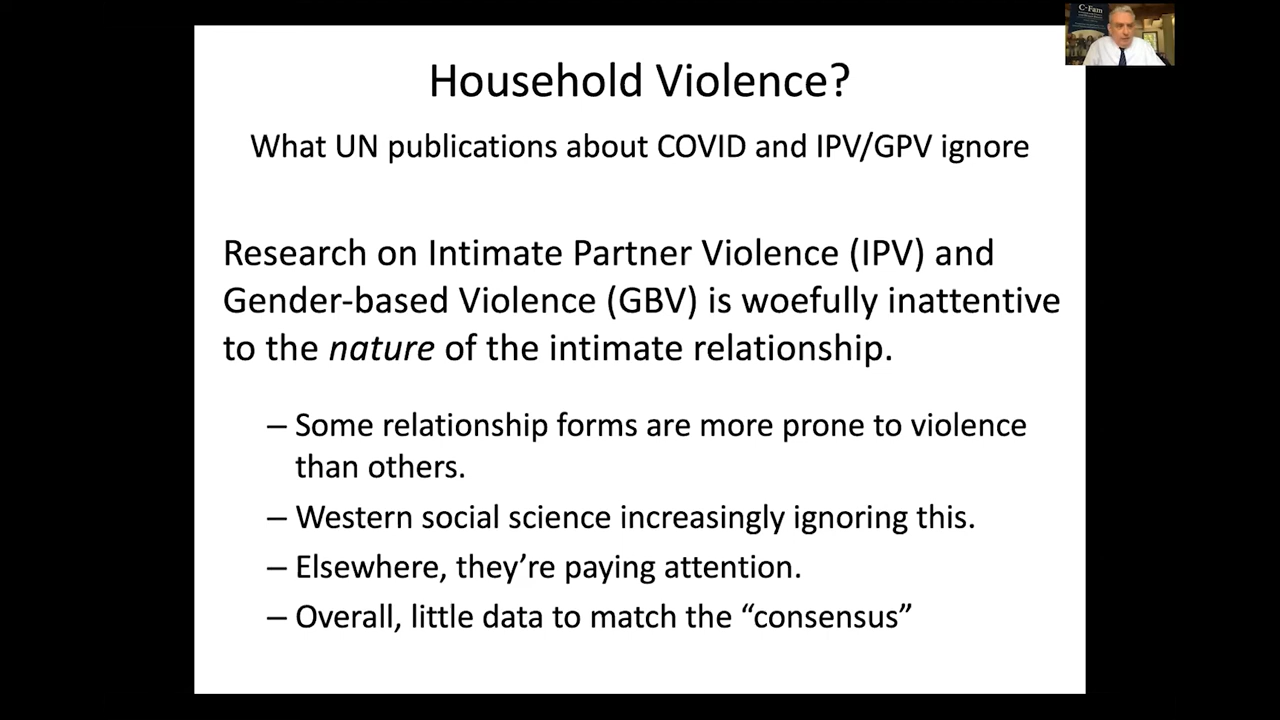 C-Fam
Household Violence?
What UN publications about COVID and IPV/GPV ignore
Research on Intimate Partner Violence (IPV) and
Gender-based Violence (GBV) is woefully inattentive
to the nature of the intimate relationship.
– Some relationship forms are more prone to violence
than others.
– Western social science increasingly ignoring this.
– Elsewhere, they’re paying attention.
– Overall, little data to match the “consensus”